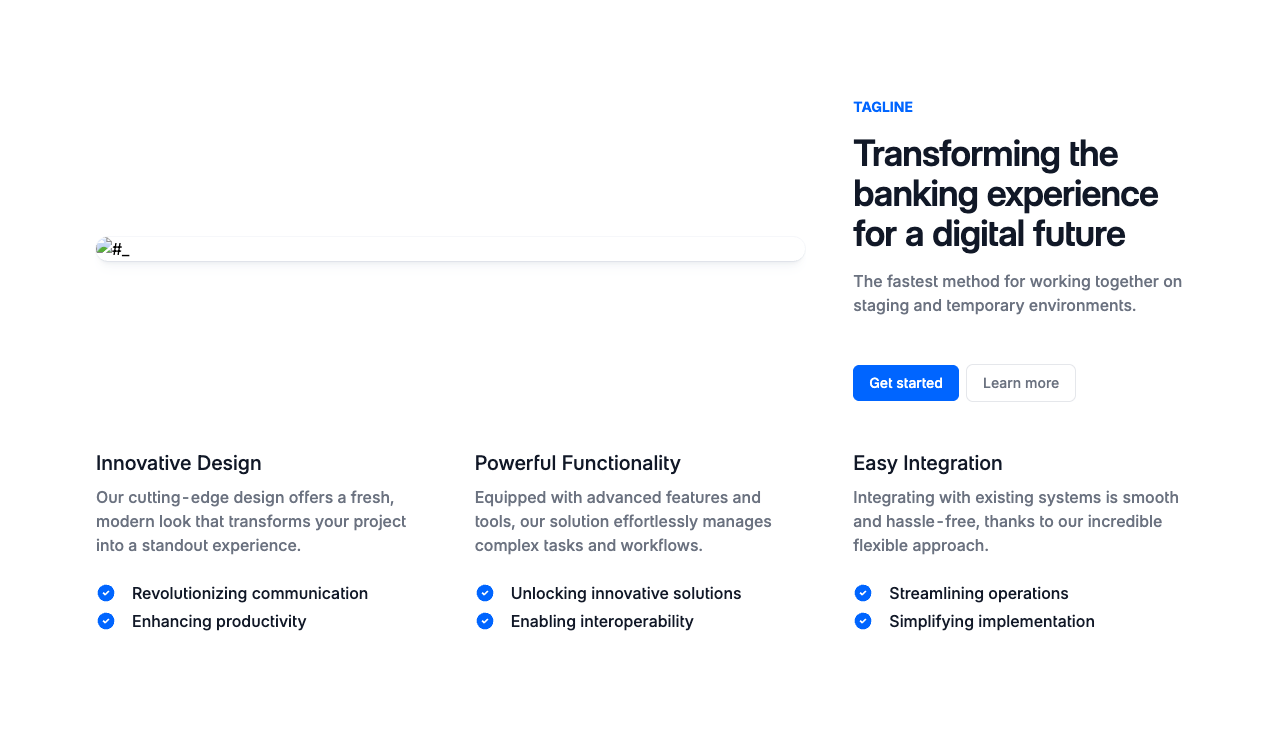 #_
TAGLINE
Transforming the
banking experience
for a digital future
The fastest method for working together on
staging and temporary environments.
Get started
Learn more
Innovative Design
Our cutting-edge design offers a fresh,
modern look that transforms your project
into a standout experience.
Revolutionizing communication
Enhancing productivity
Powerful Functionality
Equipped with advanced features and
tools, our solution effortlessly manages
complex tasks and workflows.
Unlocking innovative solutions
Enabling interoperability
Easy Integration
Integrating with existing systems is smooth
and hassle-free, thanks to our incredible
flexible approach.
Streamlining operations
Simplifying implementation